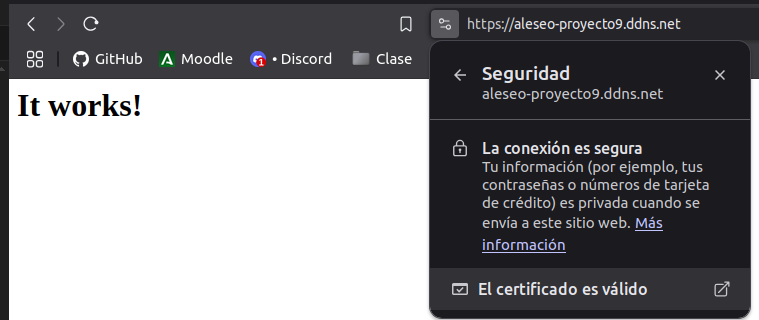 https://aleseo-proyecto9.ddns.net
GitHub Moodle 1 • Discord Clase
It works!
Seguridad
aleseo-proyecto9.ddns.net
La conexión es segura
Tu información (por ejemplo, tus
contraseñas o números de tarjeta
de crédito) es privada cuando se
envía a este sitio web. Más
información
El certificado es válido